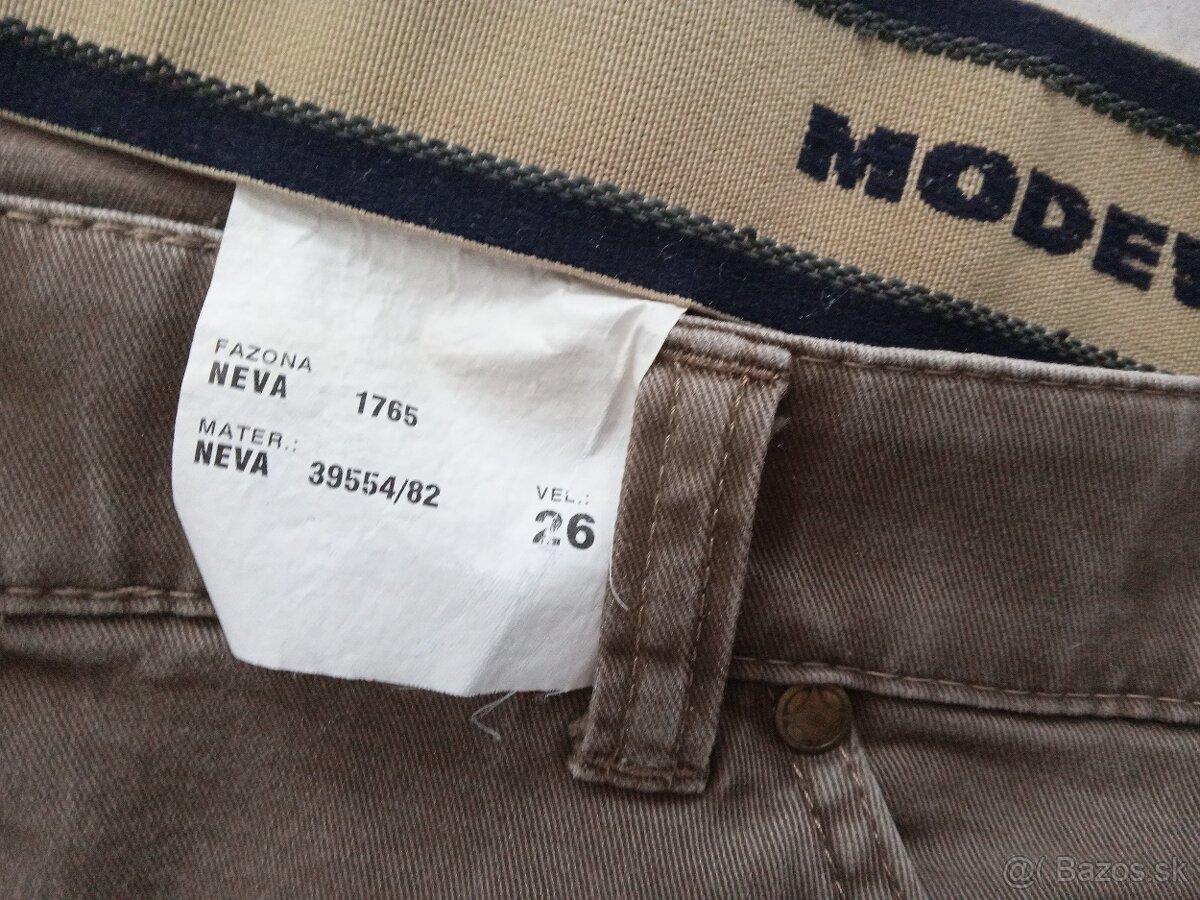 MODE
FAZONA
NEVA 1765
MATER.:
NEVA 39554/82
VEL.:
26
@( Bazos.sk